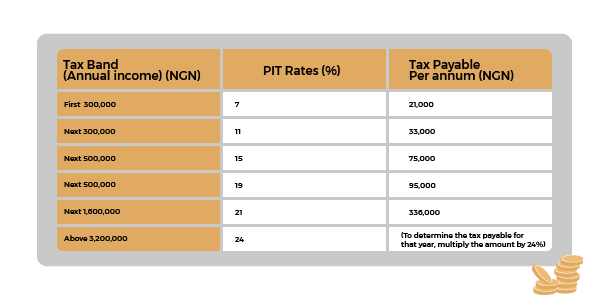 Tax Band
(Annual income) (NGN)
PIT Rates (%)
Tax Payable
Per annum (NGN)
First 300,000
7
21,000
Next 300,000
11
33,000
Next 500,000
15
75,000
Next 500,000
19
95,000
Next 1,600,000
21
336,000
Above 3,200,000
24
(To determine the tax payable for
that year, multiply the amount by 24%)